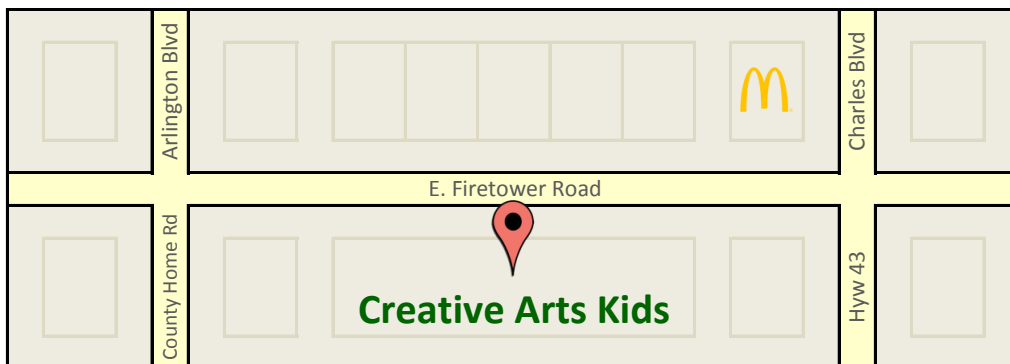 Arlington Blvd
Charles Blvd
E. Firetower Road
County Home Rd
Hyw 43
Creative Arts Kids